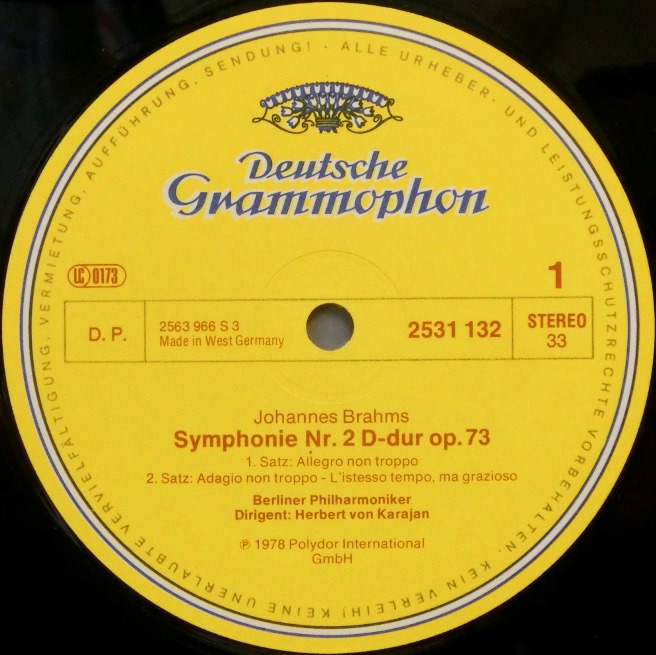 ALLE URHEBER- UND LEISTUNGSSCHUTZRECHTE VORBEHALTEN. KEIN VERLEIH! KEINE UNERLAUBTE VERVIELFÄLTIGUNG, VERMIETUNG, AUFFÜHRUNG, SENDUNG! ·
Deutsche
Grammophon
LC 0173
1
D. P.
2563 966 S 3
Made in West Germany
2531 132
STEREO
33
Johannes Brahms
Symphonie Nr. 2 D-dur op. 73
1. Satz: Allegro non troppo
2. Satz: Adagio non troppo - L'istesso tempo, ma grazioso
Berliner Philharmoniker
Dirigent: Herbert von Karajan
℗ 1978 Polydor International
GmbH